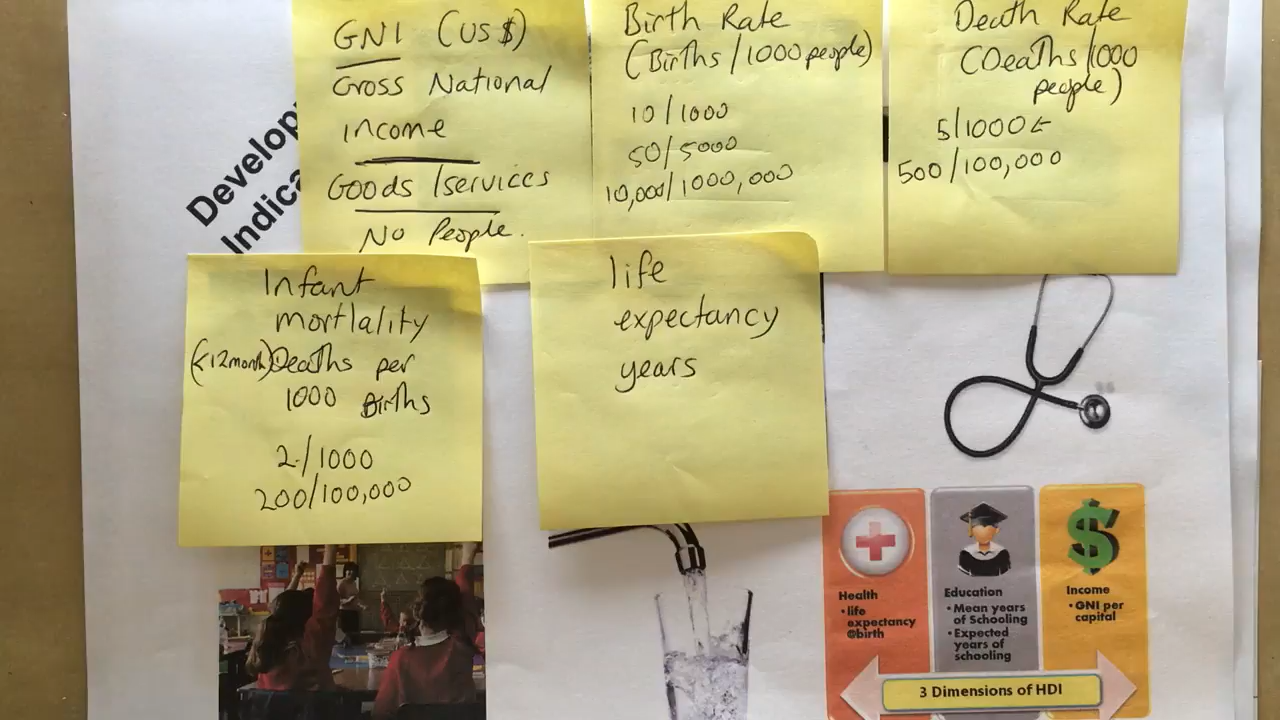 Develop
Indica
GNI (US $)
Gross National
income
Goods /services
No People.
Birth Rate
(Births/1000 people)
10/1000
50/5000
10,000/1000,000
Death Rate
(Deaths/1000
people)
5/1000
500/100,000
Infant
mortlality
(<12month) Deaths per
1000 Births
2/1000
200/100,000
life
expectancy
years
Health
• life
expectancy
@birth
Education
• Mean years
of Schooling
• Expected
years of
schooling
Income
• GNI per
capital
3 Dimensions of HDI